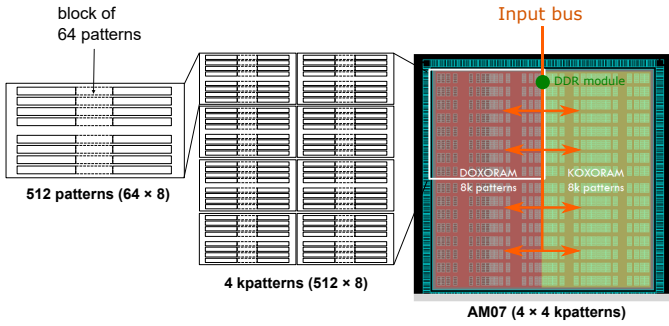 block of
64 patterns
Input bus
DDR module
DOXORAM
8k patterns
KOXORAM
8k patterns
512 patterns (64 × 8)
4 kpatterns (512 × 8)
AM07 (4 × 4 kpatterns)